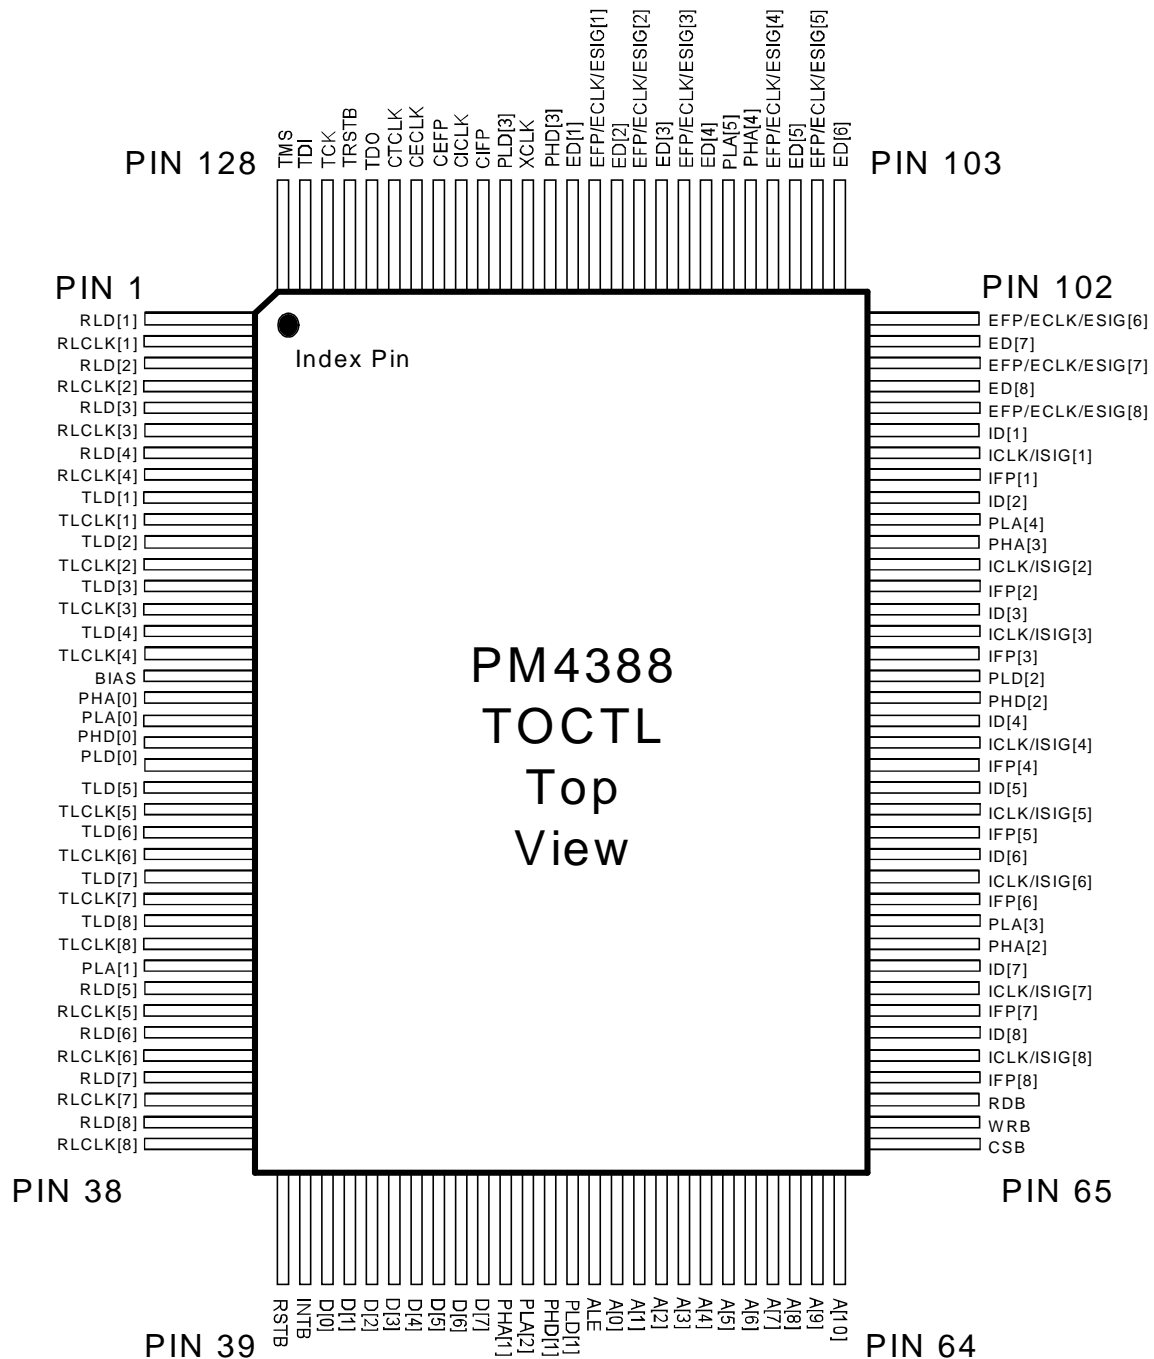 TMS
TDI
TCK
TRSTB
TDO
CTCLK
CECLK
CEFP
CICLK
CIFP
PLD[3]
XCLK
PHD[3]
ED[1]
EFP/ECLK/ESIG[1]
ED[2]
EFP/ECLK/ESIG[2]
ED[3]
EFP/ECLK/ESIG[3]
ED[4]
PLA[5]
PHA[4]
EFP/ECLK/ESIG[4]
ED[5]
EFP/ECLK/ESIG[5]
ED[6]
PIN 128
PIN 103
PIN 1
PIN 102
RLD[1]
RLCLK[1]
RLD[2]
RLCLK[2]
RLD[3]
RLCLK[3]
RLD[4]
RLCLK[4]
TLD[1]
TLCLK[1]
TLD[2]
TLCLK[2]
TLD[3]
TLCLK[3]
TLD[4]
TLCLK[4]
BIAS
PHA[0]
PLA[0]
PHD[0]
PLD[0]
TLD[5]
TLCLK[5]
TLD[6]
TLCLK[6]
TLD[7]
TLCLK[7]
TLD[8]
TLCLK[8]
PLA[1]
RLD[5]
RLCLK[5]
RLD[6]
RLCLK[6]
RLD[7]
RLCLK[7]
RLD[8]
RLCLK[8]
Index Pin
PM4388
TOCTL
Top
View
EFP/ECLK/ESIG[6]
ED[7]
EFP/ECLK/ESIG[7]
ED[8]
EFP/ECLK/ESIG[8]
ID[1]
ICLK/ISIG[1]
IFP[1]
ID[2]
PLA[4]
PHA[3]
ICLK/ISIG[2]
IFP[2]
ID[3]
ICLK/ISIG[3]
IFP[3]
PLD[2]
PHD[2]
ID[4]
ICLK/ISIG[4]
IFP[4]
ID[5]
ICLK/ISIG[5]
IFP[5]
ID[6]
ICLK/ISIG[6]
IFP[6]
PLA[3]
PHA[2]
ID[7]
ICLK/ISIG[7]
IFP[7]
ID[8]
ICLK/ISIG[8]
IFP[8]
RDB
WRB
CSB
PIN 38
PIN 65
RSTB
INTB
D[0]
D[1]
D[2]
D[3]
D[4]
D[5]
D[6]
D[7]
PHA[1]
PLA[2]
PHD[1]
PLD[1]
ALE
A[0]
A[1]
A[2]
A[3]
A[4]
A[5]
A[6]
A[7]
A[8]
A[9]
A[10]
PIN 39
PIN 64